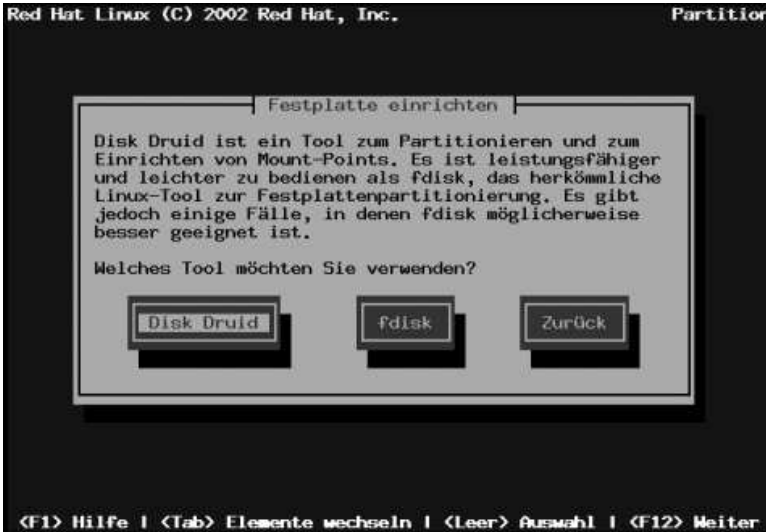 Red Hat Linux (C) 2002 Red Hat, Inc. Partition
Festplatte einrichten
Disk Druid ist ein Tool zum Partitionieren und zum
Einrichten von Mount-Points. Es ist leistungsfähiger
und leichter zu bedienen als fdisk, das herkömmliche
Linux-Tool zur Festplattenpartitionierung. Es gibt
jedoch einige Fälle, in denen fdisk möglicherweise
besser geeignet ist.
Welches Tool möchten Sie verwenden?
Disk Druid fdisk Zurück
<F1> Hilfe | <Tab> Elemente wechseln | <Leer> Auswahl | <F12> Weiter